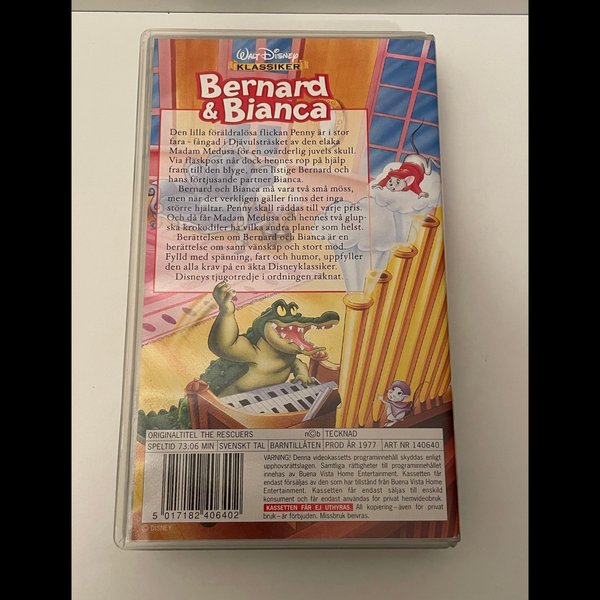 WALT DISNEY
KLASSIKER
Bernard
& Bianca
Den lilla föräldralösa flickan Penny är i stor
fara - fångad i Djävulsträsket av den elaka
Madam Medusa för en ovärderlig juvels skull.
Via flaskpost når dock hennes rop på hjälp
fram till den blyge, men listige Bernard och
hans förtjusande partner Bianca.
Bernard och Bianca må vara två små möss,
men när det verkligen gäller finns det inga
större hjältar. Penny skall räddas till varje pris.
Och då får Madam Medusa och hennes två glup-
ska krokodiler ha vilka andra planer som helst.
Berättelsen om Bernard och Bianca är en
berättelse om sann vänskap och stort mod.
Fylld med spänning, fart och humor, uppfyller
den alla krav på en äkta Disneyklassiker.
Disneys tjugotredje i ordningen räknat.
ORIGINALTITEL THE RESCUERS n©b TECKNAD
SPELTID 73:06 MIN SVENSKT TAL BARNTILLÅTEN PROD ÅR 1977 ART NR 140640
VARNING! Denna videokassetts programinnehåll skyddas enligt
upphovsrättslagen. Samtliga rättigheter till programinnehållet
innehas av Buena Vista Home Entertainment. Kassetten får
endast försäljas av den som har tillstånd från Buena Vista Home
Entertainment. Kassetten får endast säljas till enskild
konsument och får endast användas för privat hemvideobruk.
KASSETTEN FÅR EJ UTHYRAS. All kopiering - även för privat
bruk - är förbjuden. Missbruk beivras.
5 017182 406402
© DISNEY